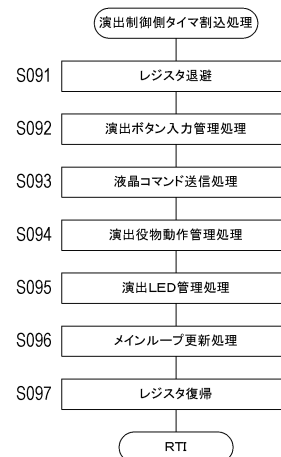 演出制御側タイマ割込処理
S091 レジスタ退避
S092 演出ボタン入力管理処理
S093 液晶コマンド送信処理
S094 演出役物動作管理処理
S095 演出LED管理処理
S096 メインループ更新処理
S097 レジスタ復帰
RTI